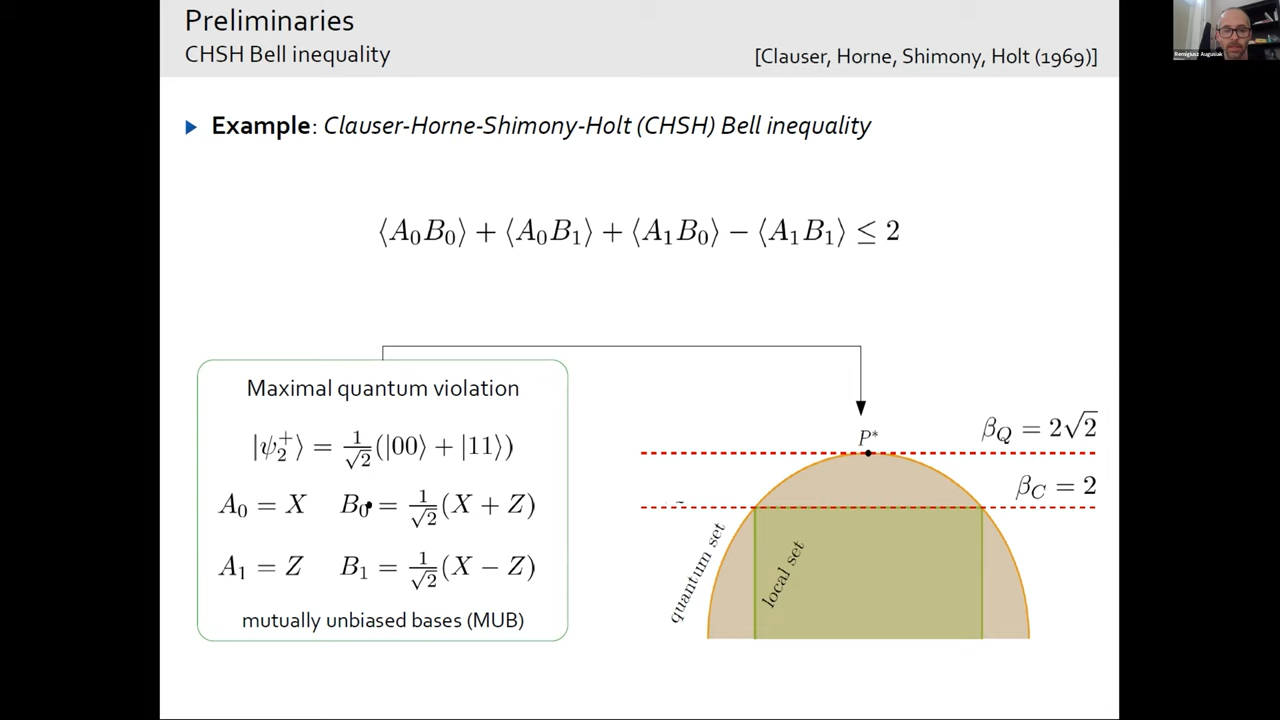 Preliminaries
CHSH Bell inequality
[Clauser, Horne, Shimony, Holt (1969)]
Remigiusz Augusiak
Example: Clauser-Horne-Shimony-Holt (CHSH) Bell inequality
⟨A₀B₀⟩ + ⟨A₀B₁⟩ + ⟨A₁B₀⟩ − ⟨A₁B₁⟩ ≤ 2
Maximal quantum violation
|ψ₂⁺⟩ = 1/√2(|00⟩ + |11⟩)
A₀ = X B₀ = 1/√2(X + Z)
A₁ = Z B₁ = 1/√2(X − Z)
mutually unbiased bases (MUB)
P*
β_Q = 2√2
β_C = 2
quantum set
local set